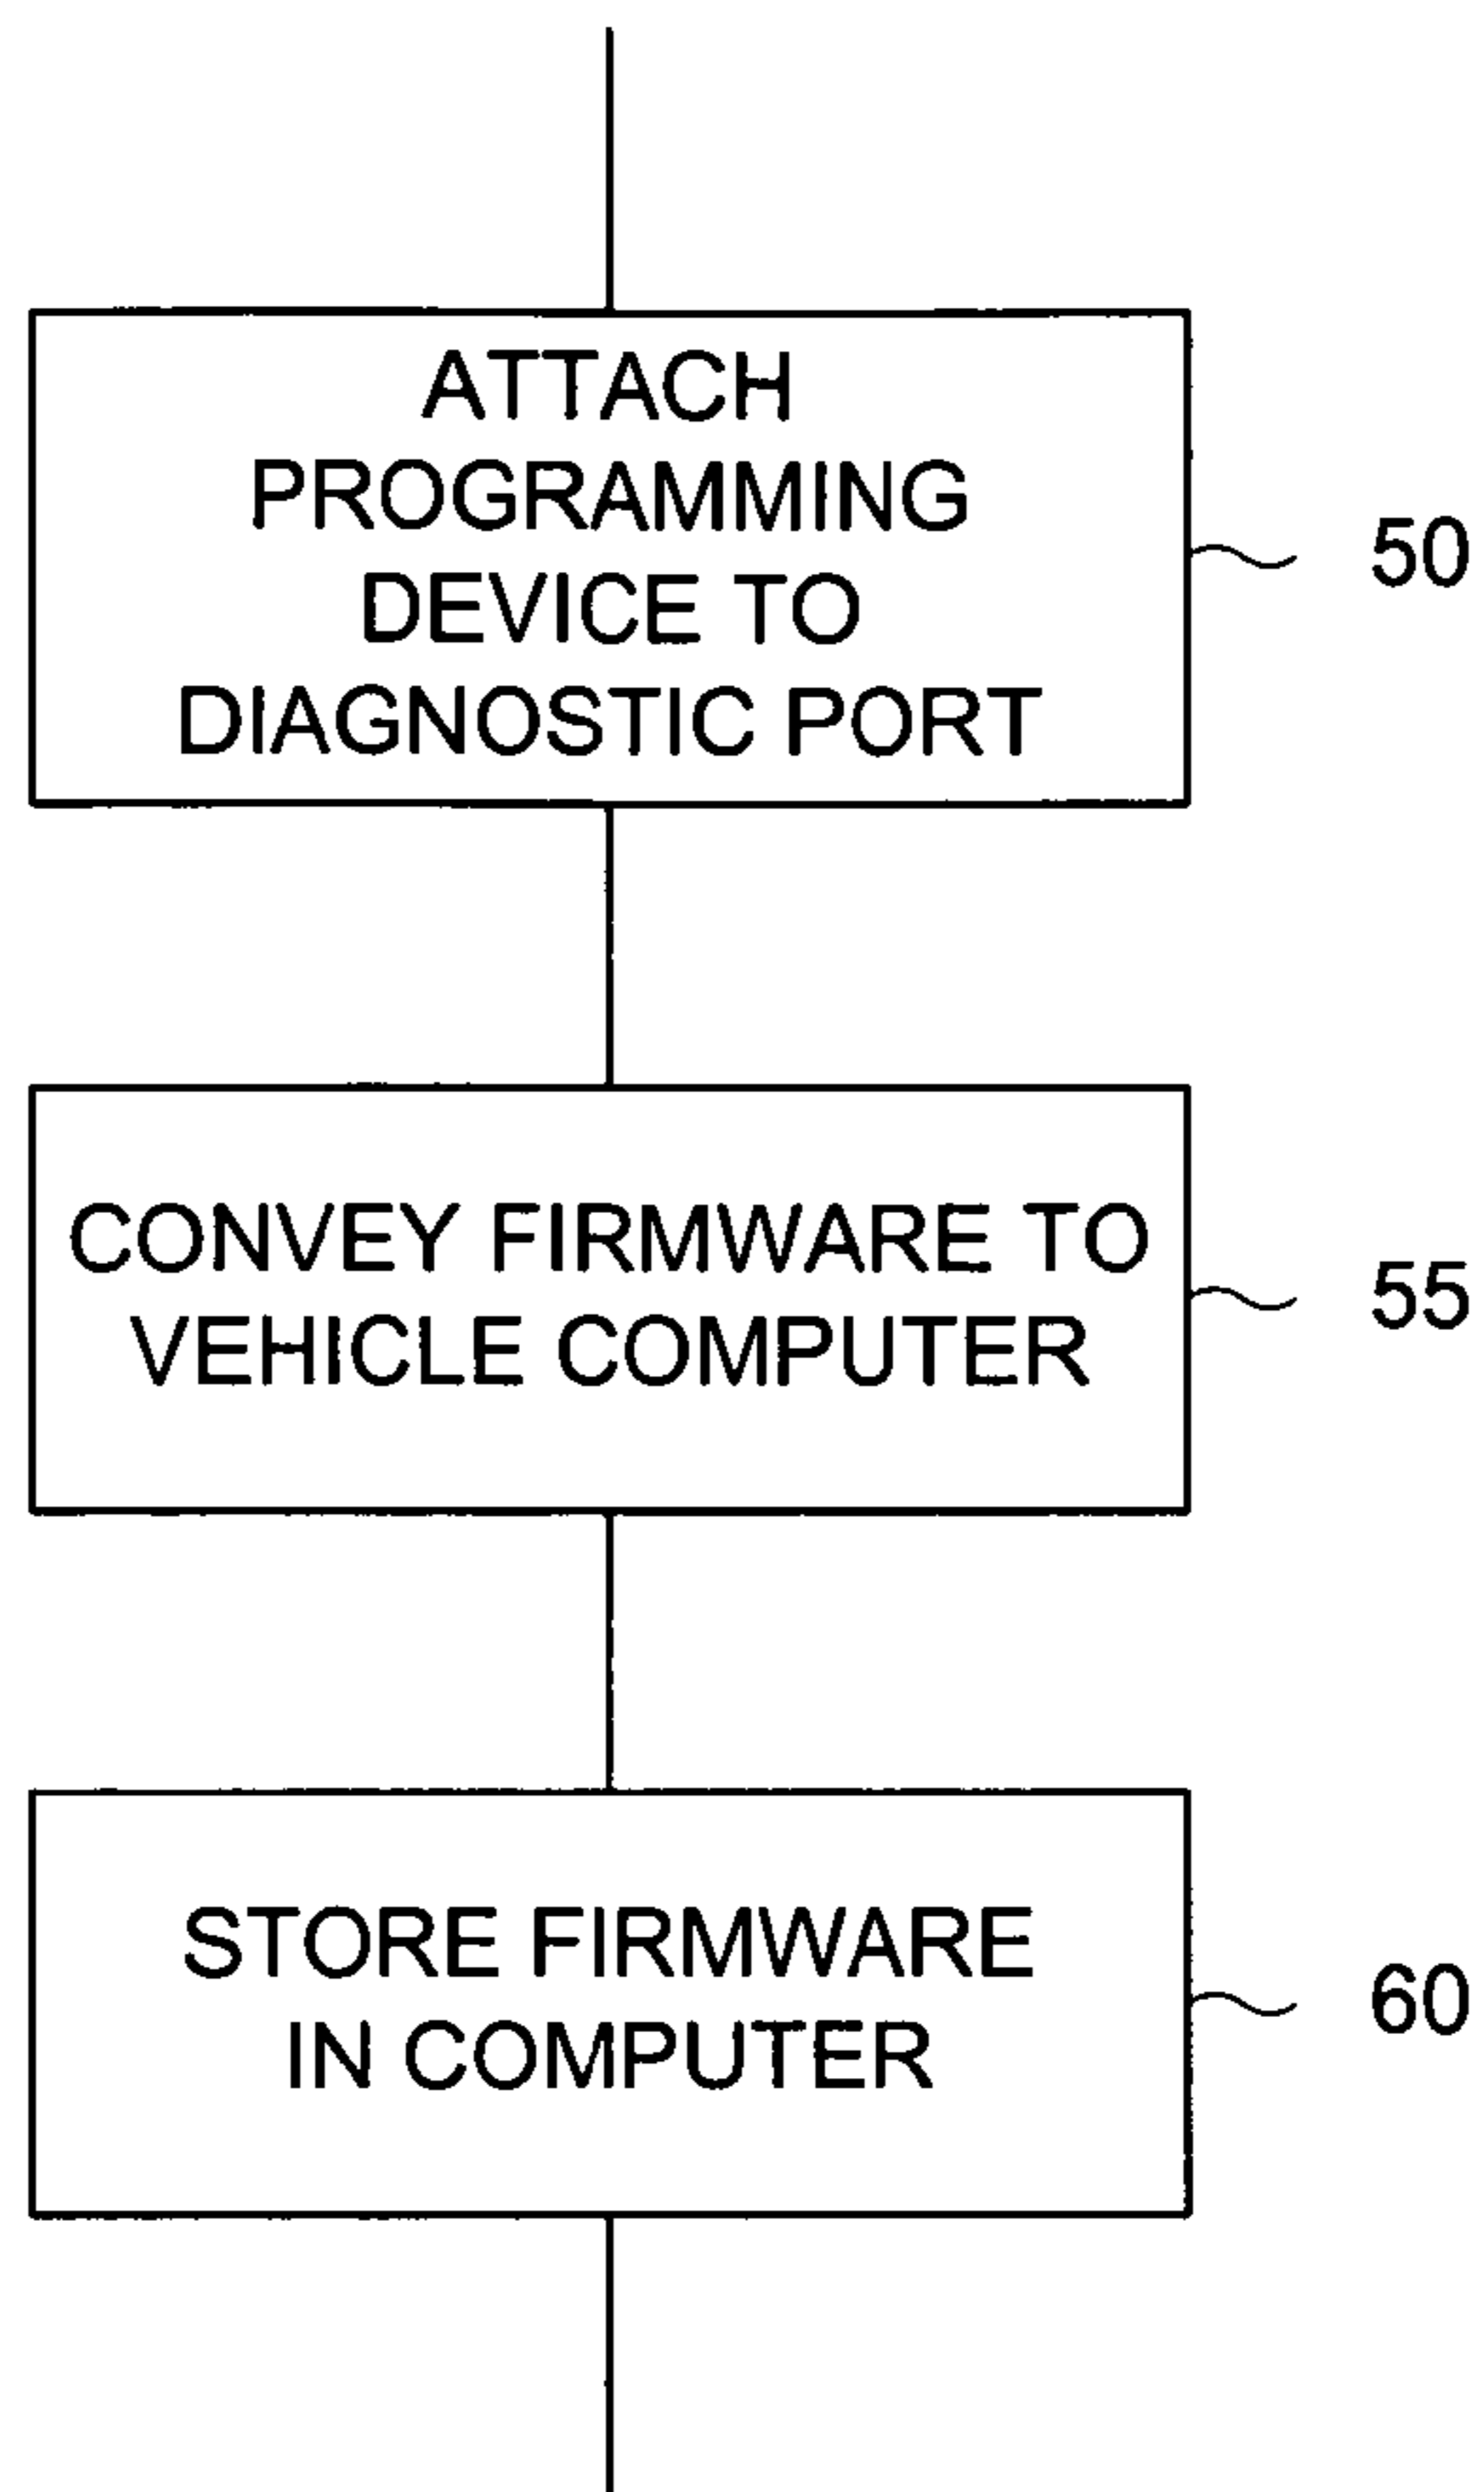 ATTACH
PROGRAMMING
DEVICE TO
DIAGNOSTIC PORT
50
CONVEY FIRMWARE TO
VEHICLE COMPUTER
55
STORE FIRMWARE
IN COMPUTER
60